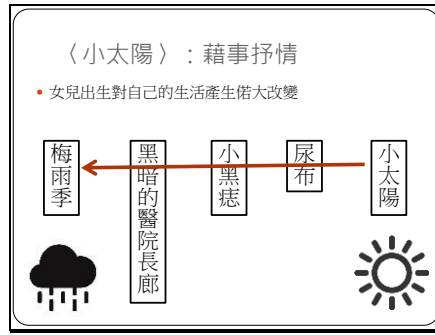 〈小太陽〉：藉事抒情
• 女兒出生對自己的生活產生偌大改變
小太陽
尿布
小黑痣
黑暗的醫院長廊
梅雨季